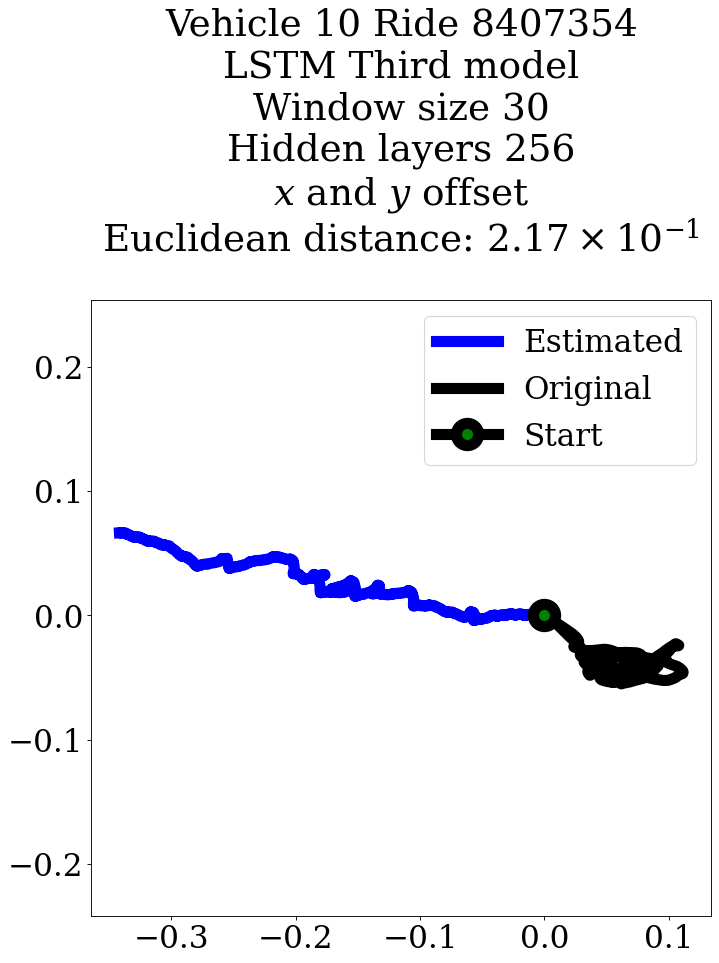 Vehicle 10 Ride 8407354
LSTM Third model
Window size 30
Hidden layers 256
x and y offset
Euclidean distance: 2.17 × 10⁻¹
Estimated
Original
Start
0.2
0.1
0.0
−0.1
−0.2
−0.3
−0.2
−0.1
0.0
0.1